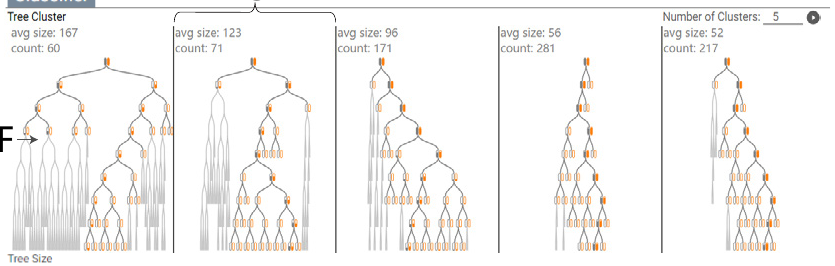 Tree Cluster
Number of Clusters: 5
avg size: 167
count: 60
avg size: 123
count: 71
avg size: 96
count: 171
avg size: 56
count: 281
avg size: 52
count: 217
F
Tree Size